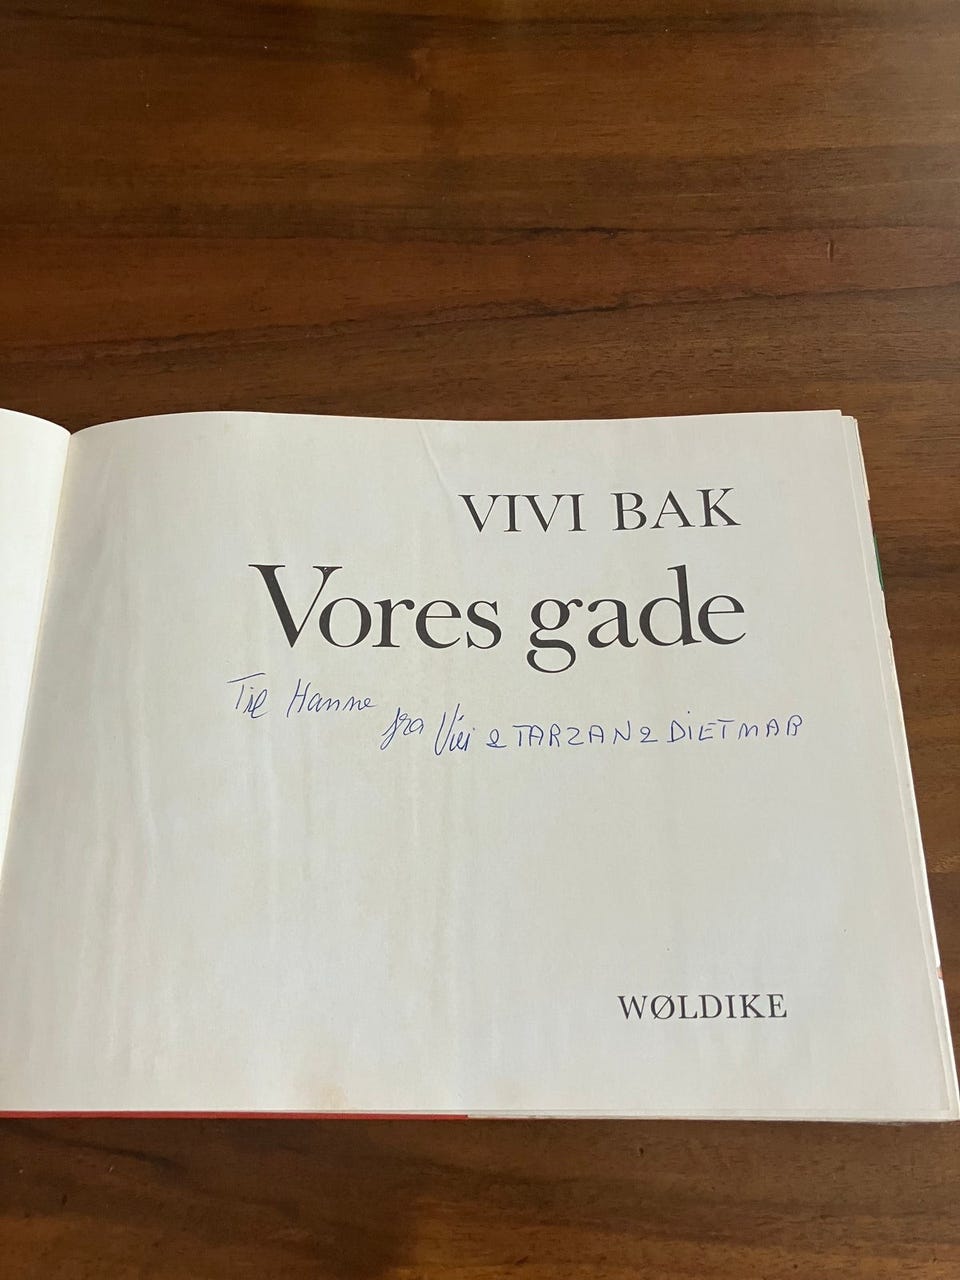 VIVI BAK
Vores gade
Til Hanne
fra Vivi & TARZAN & DIETMAR
WØLDIKE